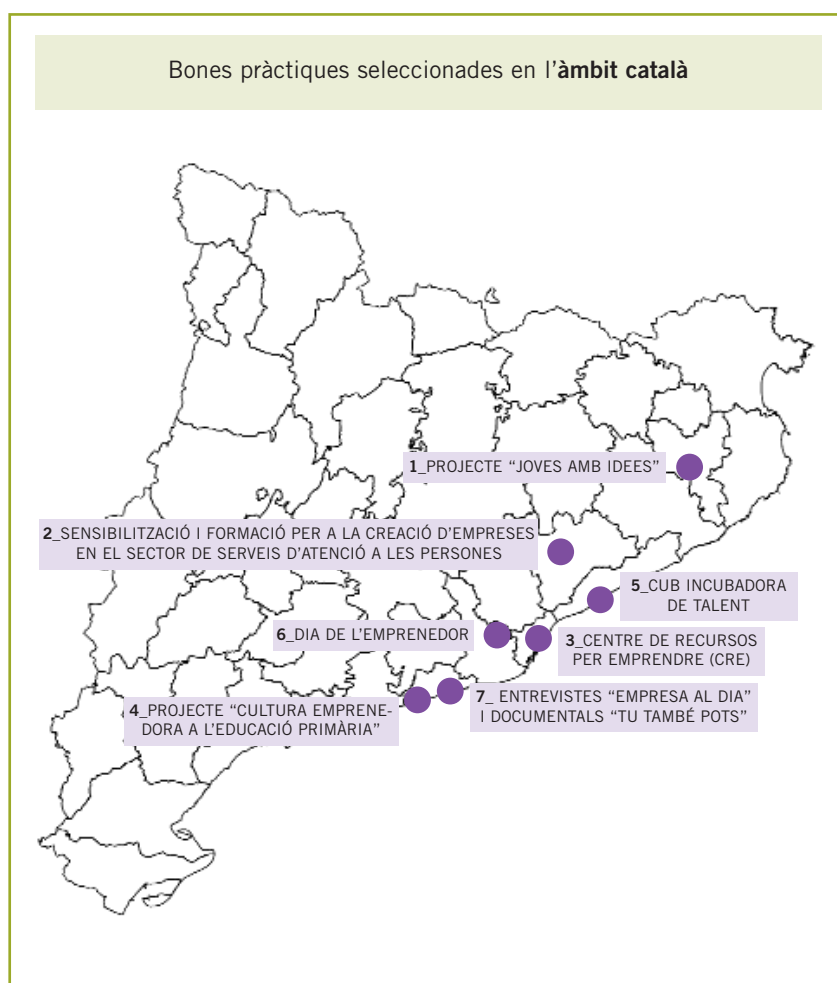 Bones pràctiques seleccionades en l'àmbit català
1_PROJECTE “JOVES AMB IDEES”
2_SENSIBILITZACIÓ I FORMACIÓ PER A LA CREACIÓ D’EMPRESES
EN EL SECTOR DE SERVEIS D’ATENCIÓ A LES PERSONES
5_CUB INCUBADORA
DE TALENT
6_DIA DE L’EMPRENEDOR
3_CENTRE DE RECURSOS
PER EMPRENDRE (CRE)
4_PROJECTE “CULTURA EMPRENE-
DORA A L’EDUCACIÓ PRIMÀRIA”
7_ ENTREVISTES “EMPRESA AL DIA”
I DOCUMENTALS “TU TAMBÉ POTS”